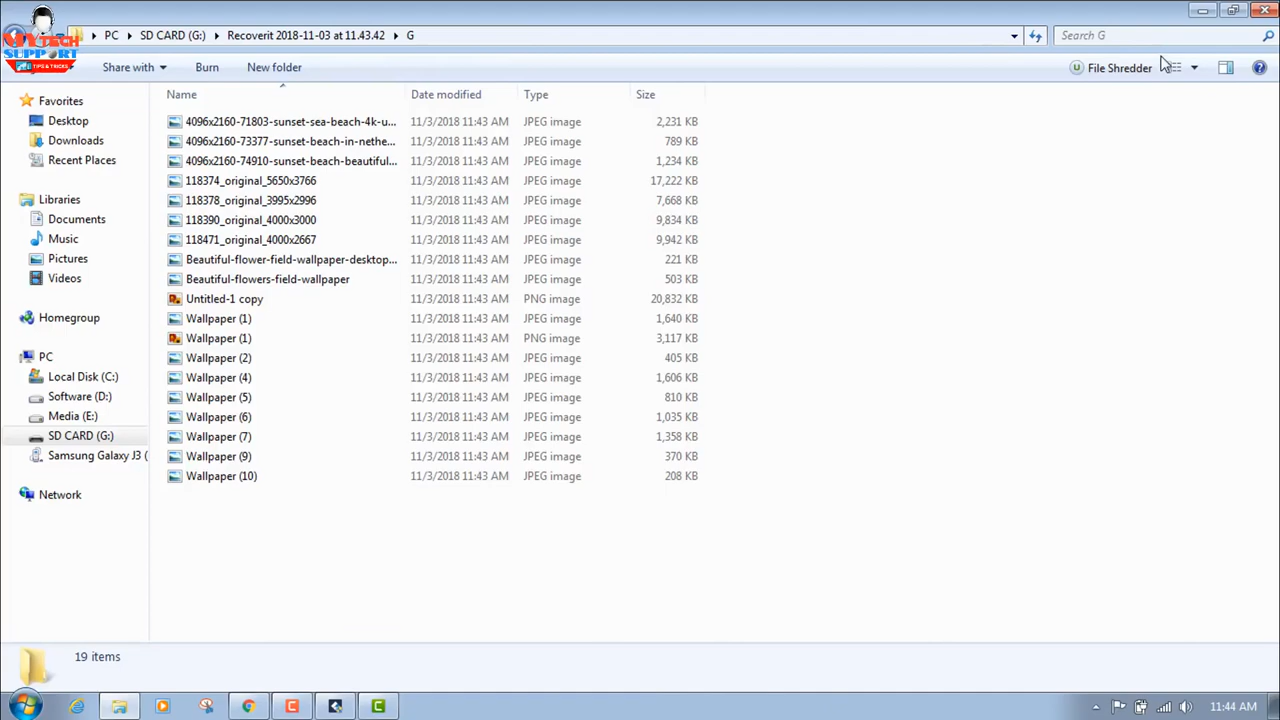 MY TECH
SUPPORT
TIPS & TRICKS
PC SD CARD (G:) Recoverit 2018-11-03 at 11.43.42 G
Search G
Share with Burn New folder
File Shredder
Name Date modified Type Size
Favorites
Desktop
Downloads
Recent Places
Libraries
Documents
Music
Pictures
Videos
Homegroup
PC
Local Disk (C:)
Software (D:)
Media (E:)
SD CARD (G:)
Samsung Galaxy J3 (
Network
4096x2160-71803-sunset-sea-beach-4k-u... 11/3/2018 11:43 AM JPEG image 2,231 KB
4096x2160-73377-sunset-beach-in-nethe... 11/3/2018 11:43 AM JPEG image 789 KB
4096x2160-74910-sunset-beach-beautiful... 11/3/2018 11:43 AM JPEG image 1,234 KB
118374_original_5650x3766 11/3/2018 11:43 AM JPEG image 17,222 KB
118378_original_3995x2996 11/3/2018 11:43 AM JPEG image 7,668 KB
118390_original_4000x3000 11/3/2018 11:43 AM JPEG image 9,834 KB
118471_original_4000x2667 11/3/2018 11:43 AM JPEG image 9,942 KB
Beautiful-flower-field-wallpaper-desktop... 11/3/2018 11:43 AM JPEG image 221 KB
Beautiful-flowers-field-wallpaper 11/3/2018 11:43 AM JPEG image 503 KB
Untitled-1 copy 11/3/2018 11:43 AM PNG image 20,832 KB
Wallpaper (1) 11/3/2018 11:43 AM JPEG image 1,640 KB
Wallpaper (1) 11/3/2018 11:43 AM PNG image 3,117 KB
Wallpaper (2) 11/3/2018 11:43 AM JPEG image 405 KB
Wallpaper (4) 11/3/2018 11:43 AM JPEG image 1,606 KB
Wallpaper (5) 11/3/2018 11:43 AM JPEG image 810 KB
Wallpaper (6) 11/3/2018 11:43 AM JPEG image 1,035 KB
Wallpaper (7) 11/3/2018 11:43 AM JPEG image 1,358 KB
Wallpaper (9) 11/3/2018 11:43 AM JPEG image 370 KB
Wallpaper (10) 11/3/2018 11:43 AM JPEG image 208 KB
19 items
11:44 AM